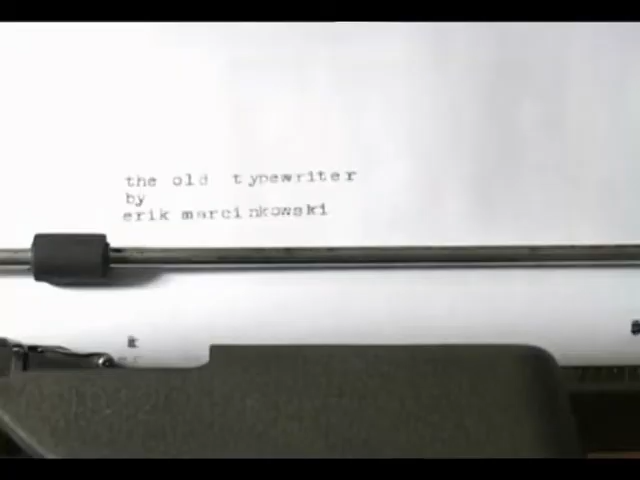 the old typewriter
by
erik marcinkowski